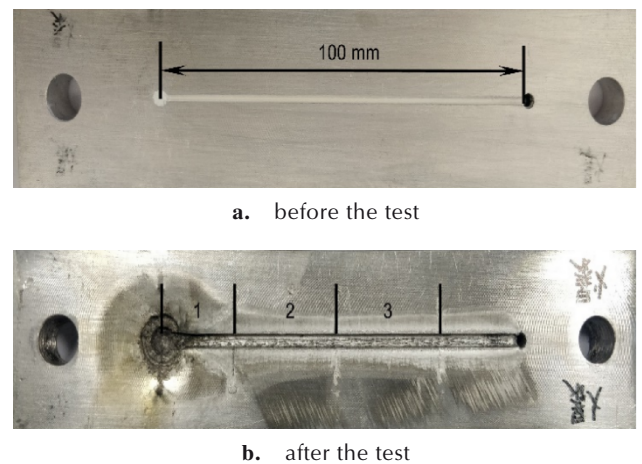 100 mm
a. before the test
1 2 3
b. after the test